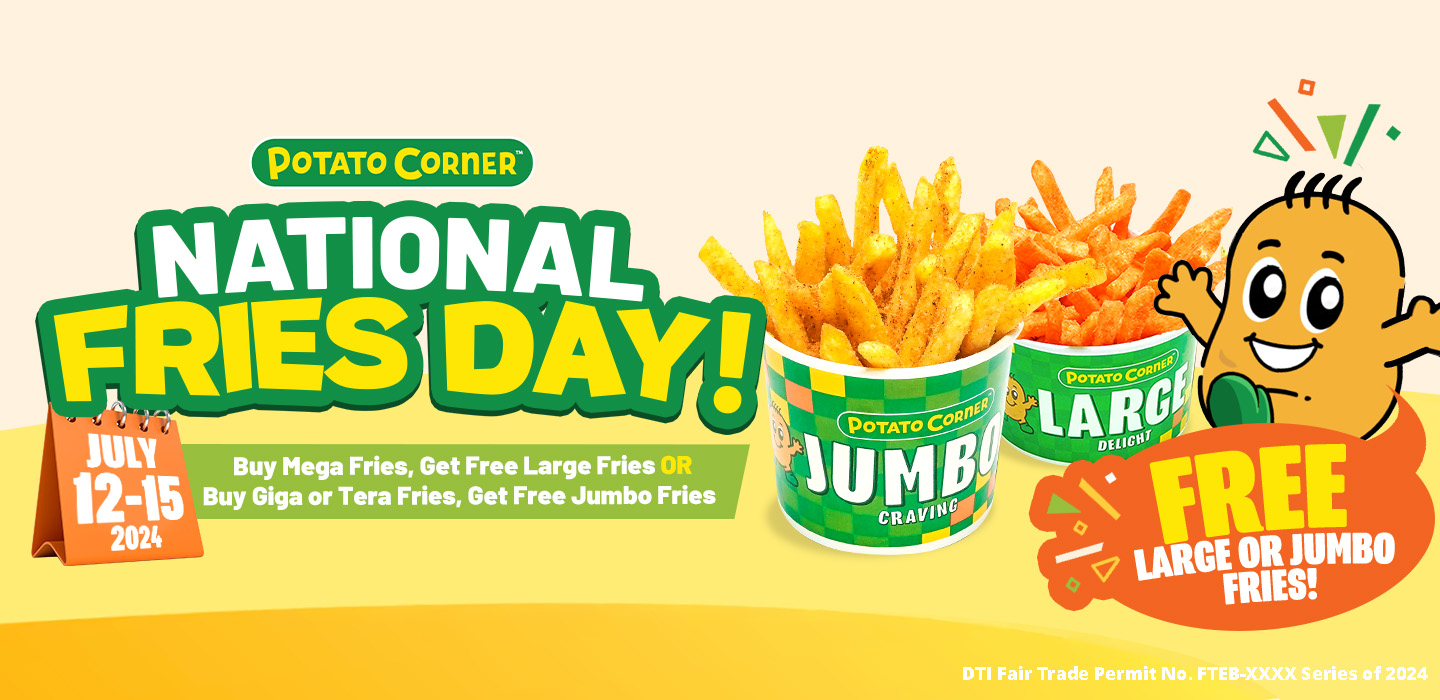 POTATO CORNER™
NATIONAL
FRIES DAY!
JULY
12-15
2024
Buy Mega Fries, Get Free Large Fries OR
Buy Giga or Tera Fries, Get Free Jumbo Fries
POTATO CORNER
JUMBO
CRAVING
POTATO CORNER
LARGE
DELIGHT
FREE
LARGE OR JUMBO
FRIES!
DTI Fair Trade Permit No. FTEB-XXXX Series of 2024